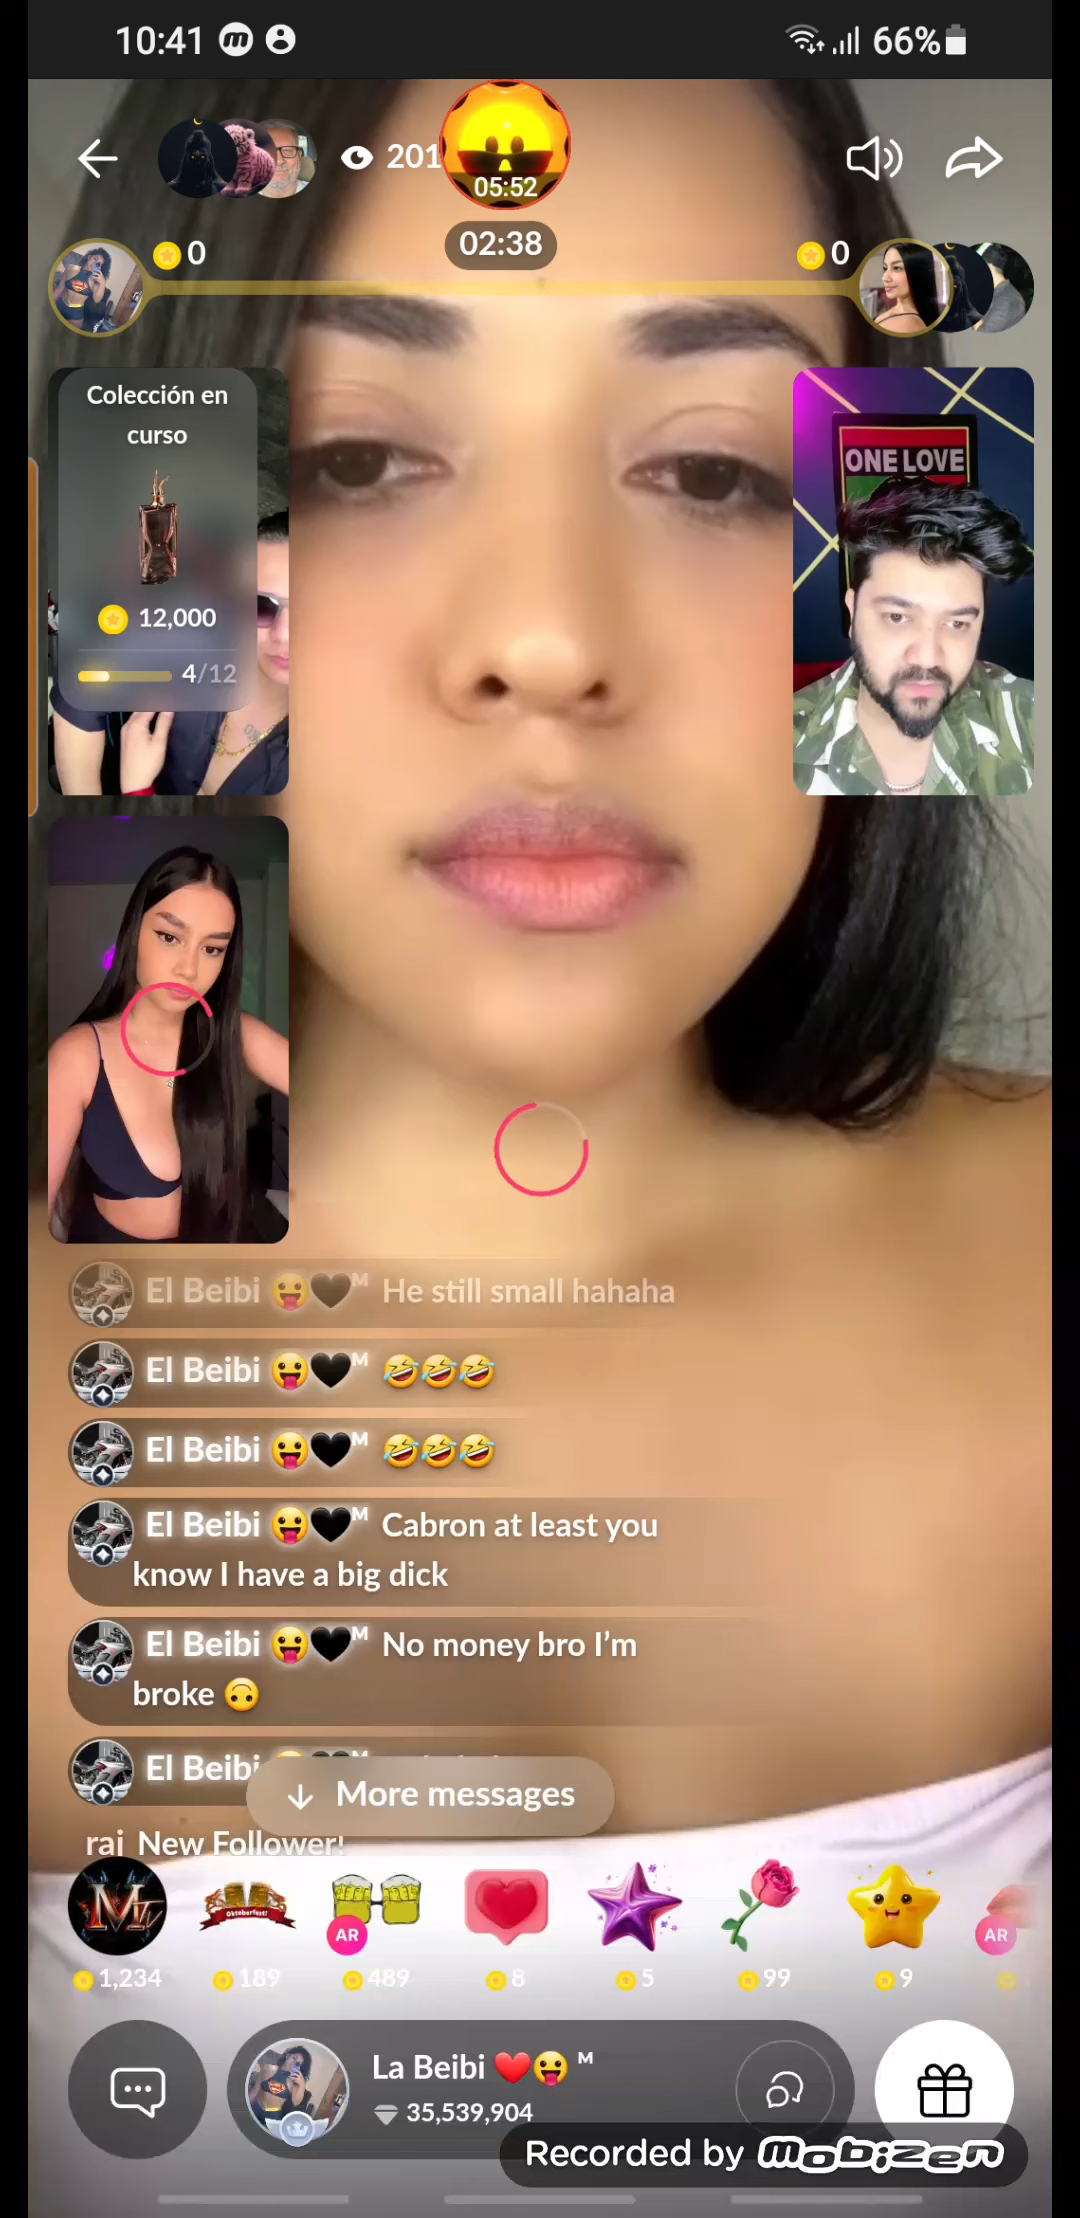 10:41
66%
201
05:52
02:38
0
0
Colección en
curso
12,000
4/12
ONE LOVE
El Beibi 😛🖤ᴹ He still small hahaha
El Beibi 😛🖤ᴹ 🤣🤣🤣
El Beibi 😛🖤ᴹ 🤣🤣🤣
El Beibi 😛🖤ᴹ Cabron at least you
know I have a big dick
El Beibi 😛🖤ᴹ No money bro I'm
broke 🙃
El Beibi
More messages
rai New Follower!
Oktoberfest!
AR
AR
1,234
189
489
8
5
99
9
La Beibi ❤️😛 ᴹ
35,539,904
Recorded by Mobizen